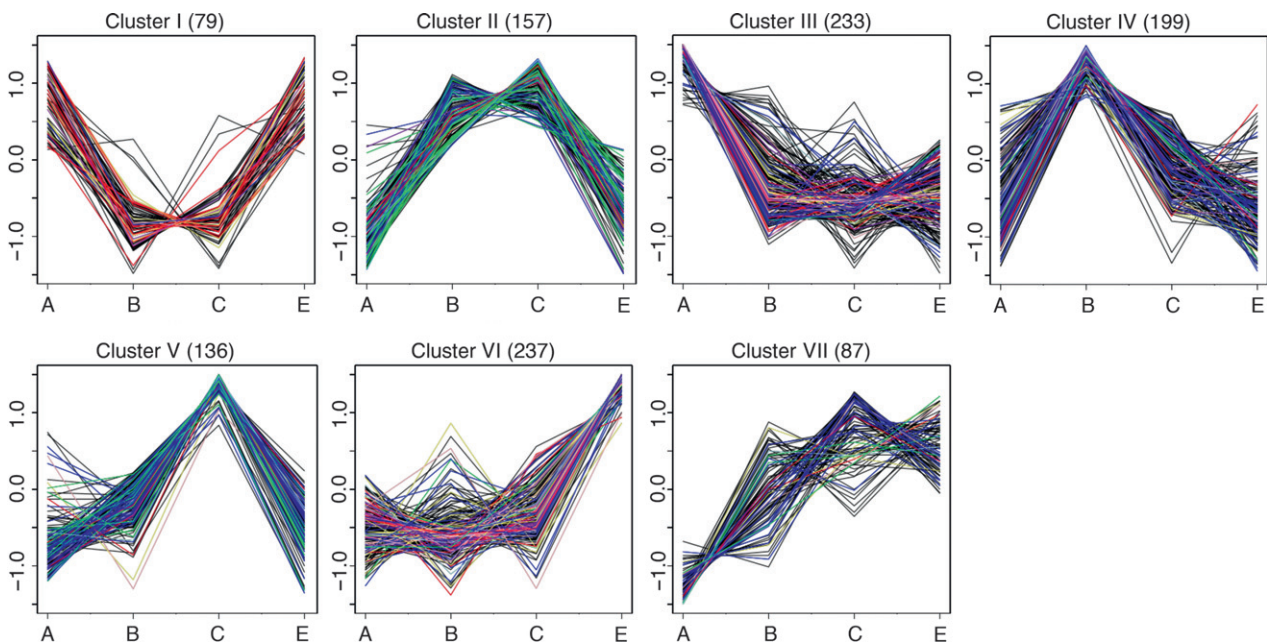 Cluster I (79) Cluster II (157) Cluster III (233) Cluster IV (199)
1.0 1.0 1.0 1.0
0.0 0.0 0.0 0.0
−1.0 −1.0 −1.0 −1.0
A B C E A B C E A B C E A B C E
Cluster V (136) Cluster VI (237) Cluster VII (87)
1.0 1.0 1.0
0.0 0.0 0.0
−1.0 −1.0 −1.0
A B C E A B C E A B C E